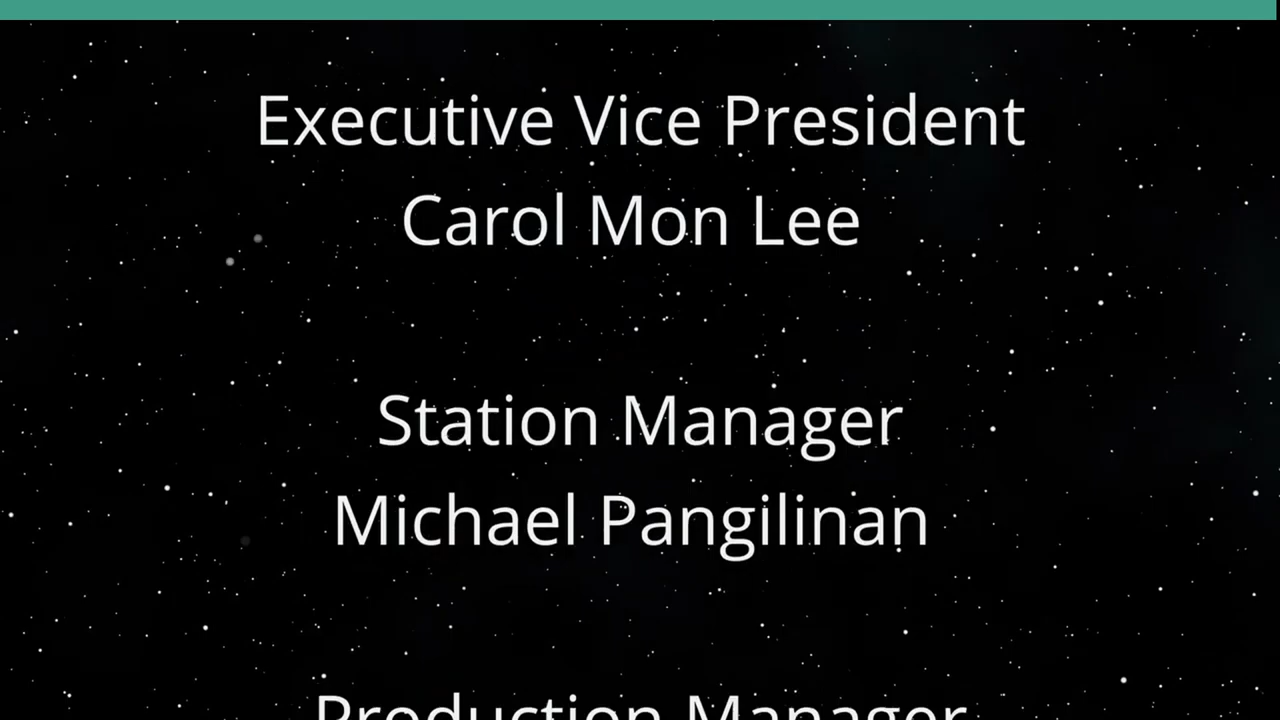 Executive Vice President
Carol Mon Lee
Station Manager
Michael Pangilinan
Production Manager